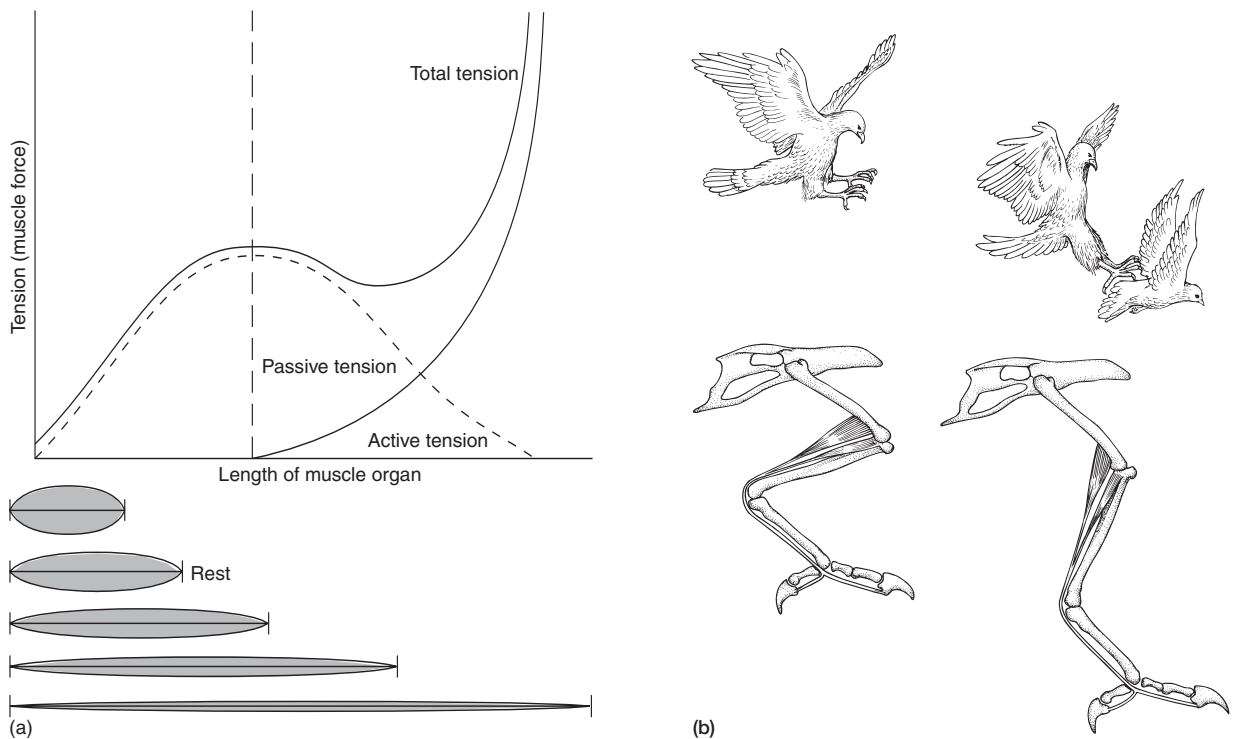 Total tension
Tension (muscle force)
Passive tension
Active tension
Length of muscle organ
Rest
(a)
(b)